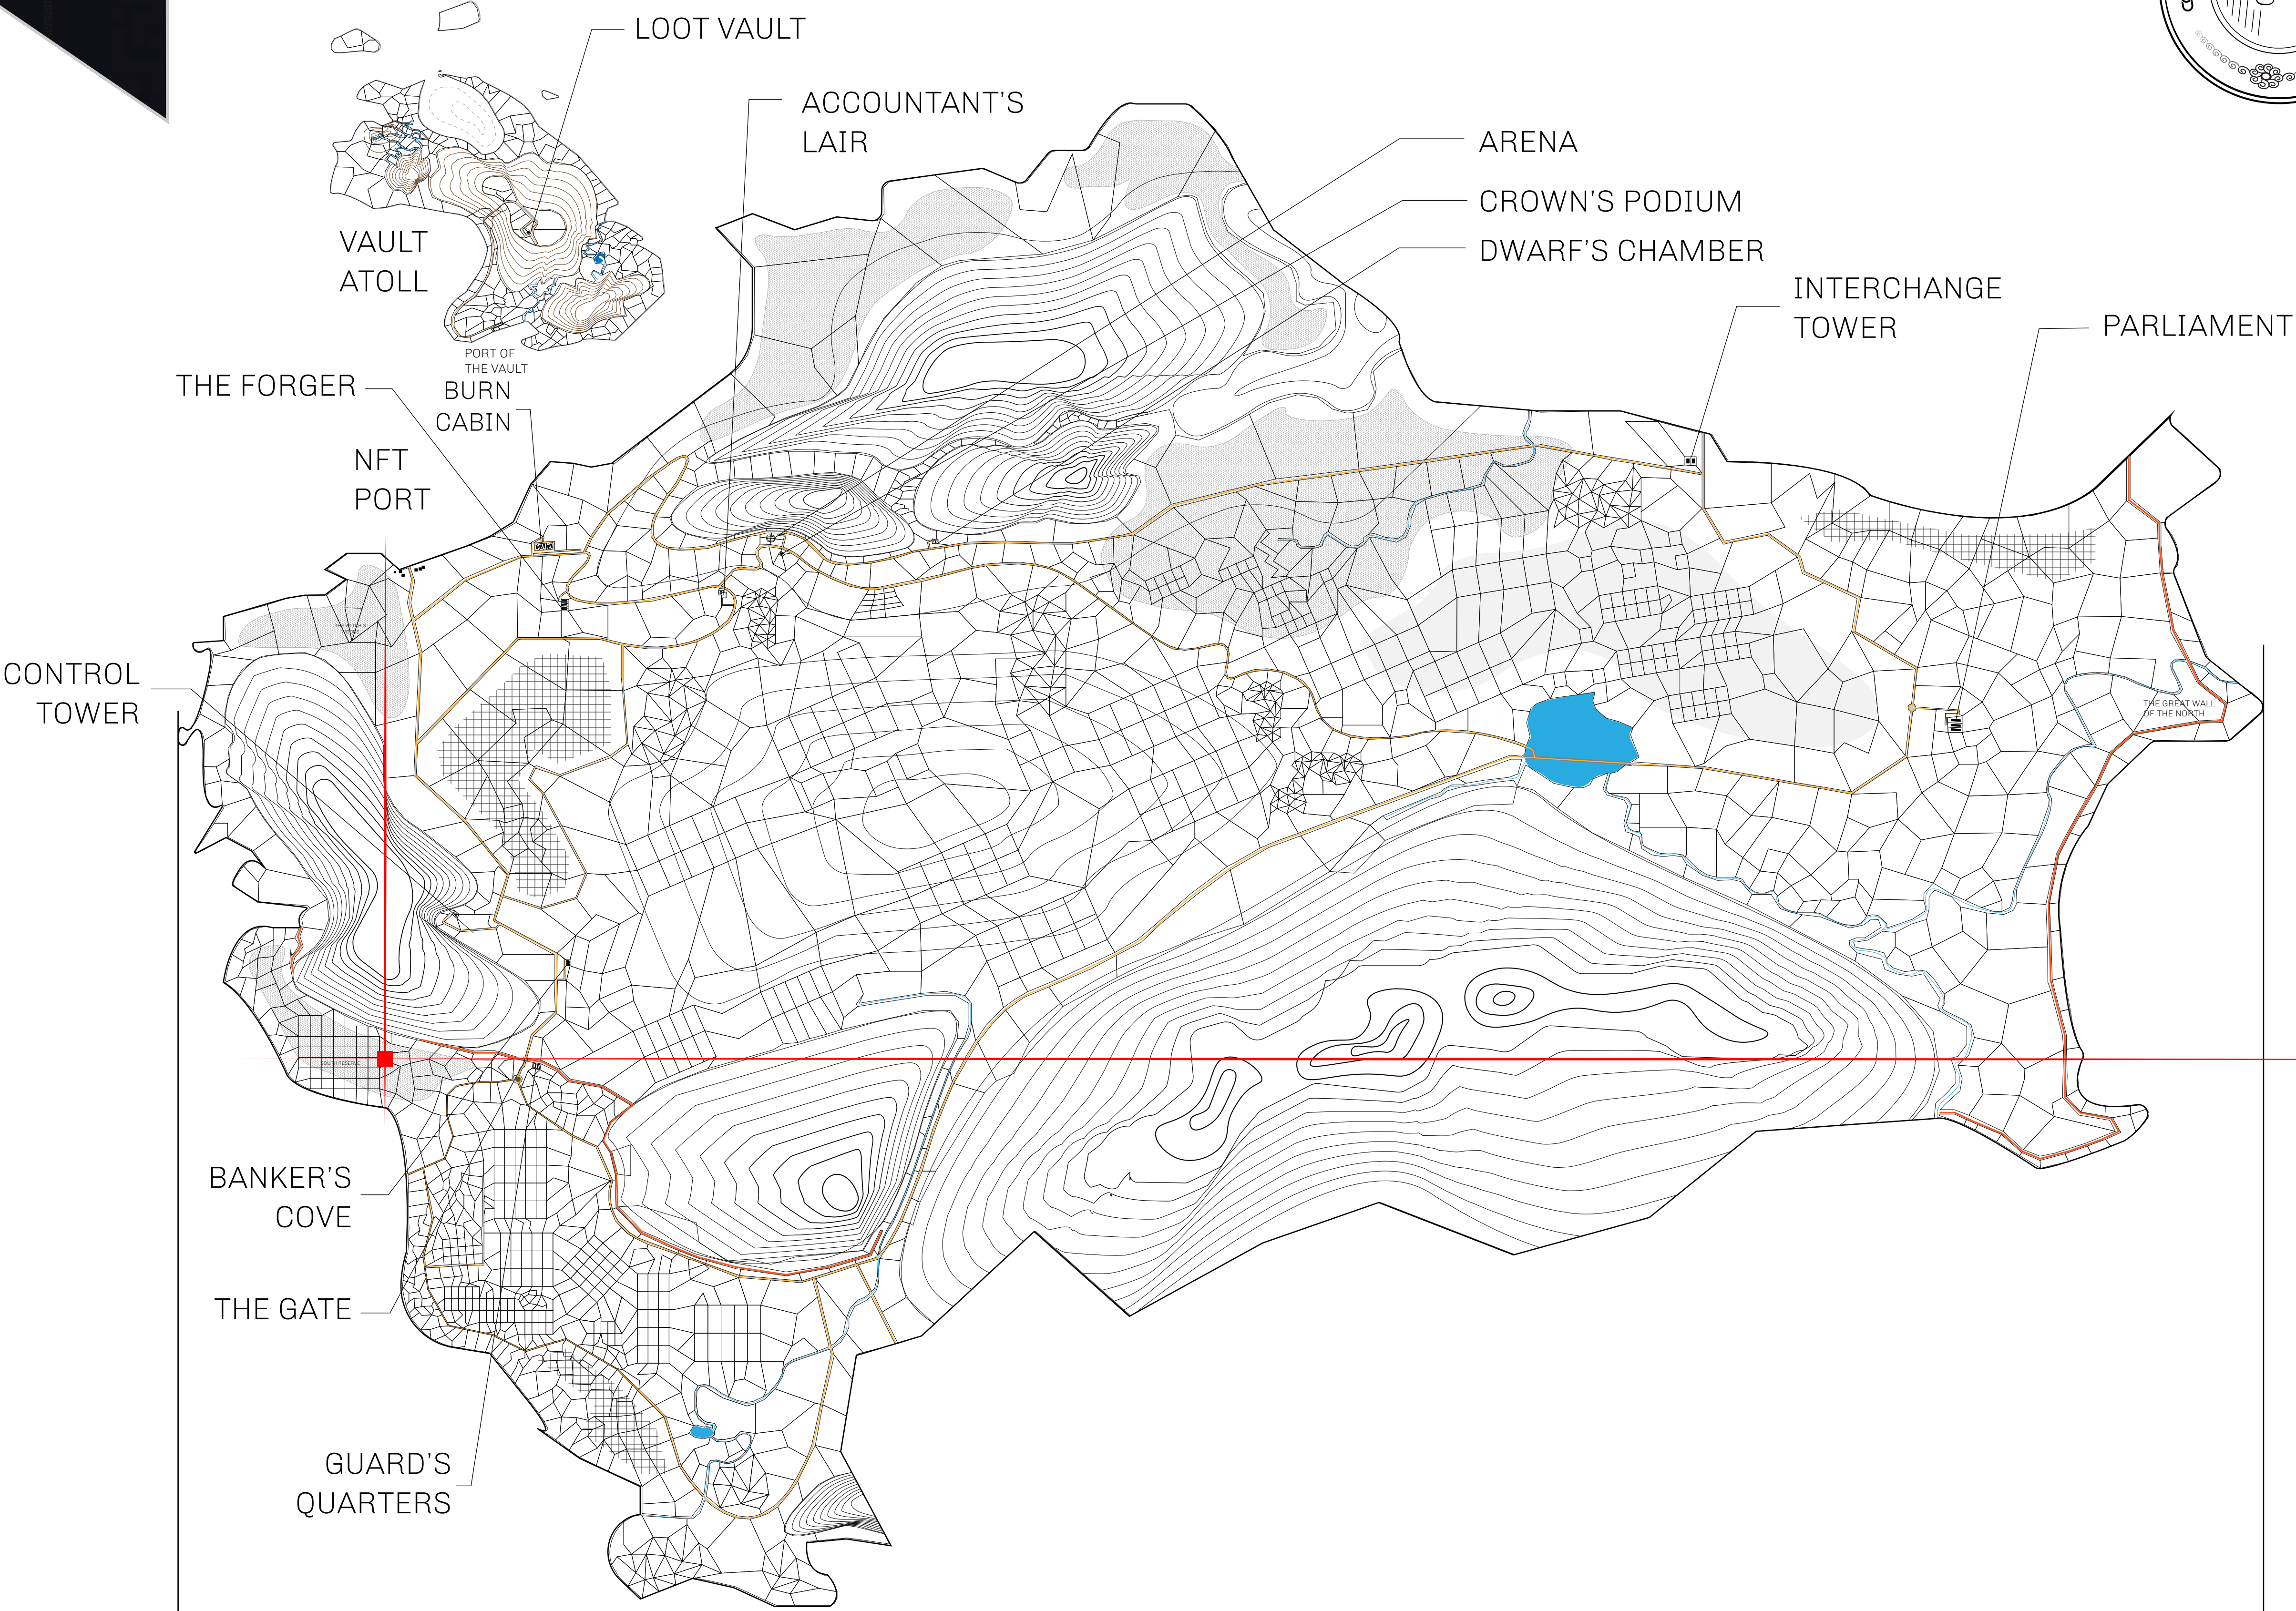 LOOT VAULT
ACCOUNTANT'S
LAIR
ARENA
CROWN'S PODIUM
DWARF'S CHAMBER
VAULT
ATOLL
INTERCHANGE
TOWER
PARLIAMENT
PORT OF
THE VAULT
THE FORGER
BURN
CABIN
NFT
PORT
CONTROL
TOWER
THE GREAT WALL
OF THE NORTH
SOUTH RESERVE
BANKER'S
COVE
THE GATE
GUARD'S
QUARTERS